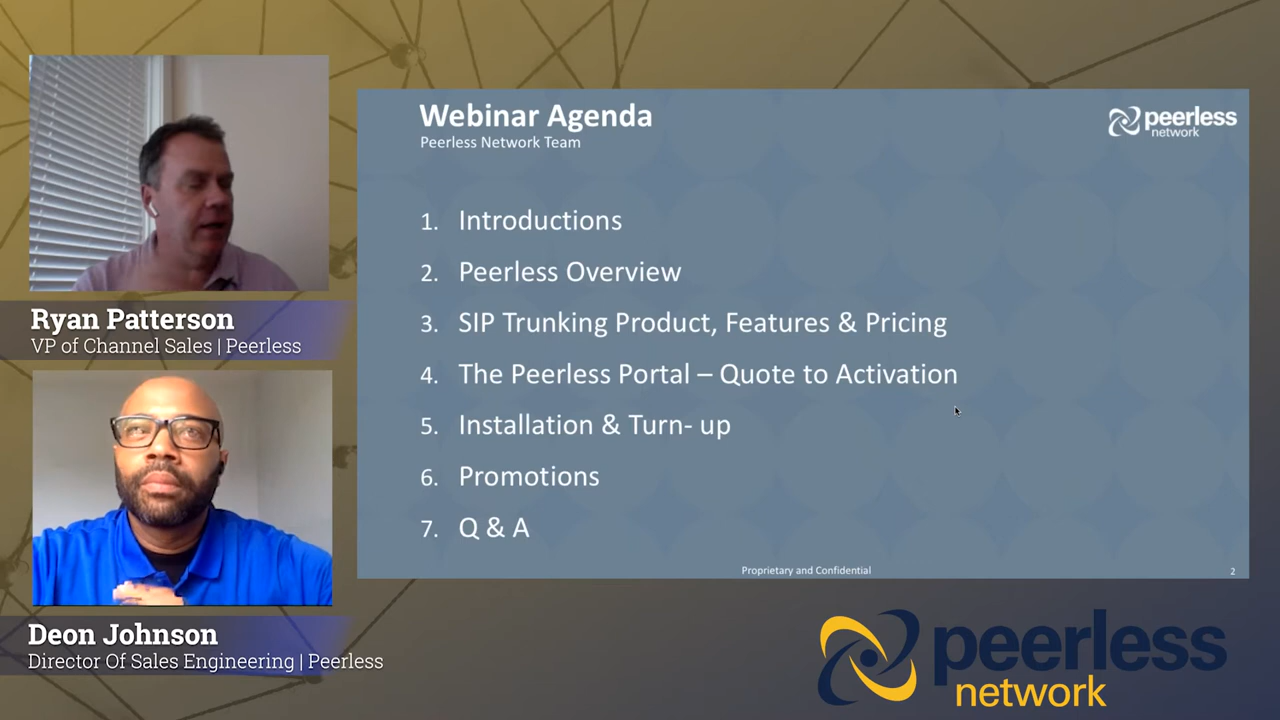 Ryan Patterson
VP of Channel Sales | Peerless
Deon Johnson
Director Of Sales Engineering | Peerless
Webinar Agenda
Peerless Network Team
peerless
network
1. Introductions
2. Peerless Overview
3. SIP Trunking Product, Features & Pricing
4. The Peerless Portal – Quote to Activation
5. Installation & Turn- up
6. Promotions
7. Q & A
Proprietary and Confidential
2
peerless
network